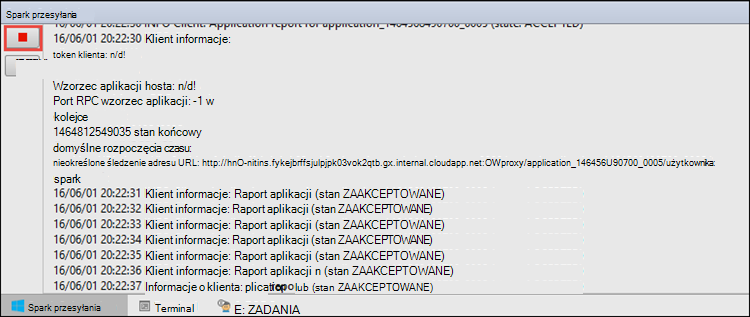 Spark przesyłania
16/06/01 20:22:30 INFO Client: Application report for application_1464566490700_0005 (state: ACCEPTED)
16/06/01 20:22:30 Klient informacje:
token klienta: n/d!
Wzorzec aplikacji hosta: n/d!
Port RPC wzorzec aplikacji: -1 w
kolejce
1464812549035 stan końcowy
domyślne rozpoczęcia czasu:
nieokreślone śledzenie adresu URL: http://hnO-nitins.fykejbrffsjulpjpk03vok2qtb.gx.internal.cloudapp.net:OWproxy/application_146456U90700_0005/użytkownika:
spark
16/06/01 20:22:31 Klient informacje: Raport aplikacji (stan ZAAKCEPTOWANE)
16/06/01 20:22:32 Klient informacje: Raport aplikacji (stan ZAAKCEPTOWANE)
16/06/01 20:22:33 Klient informacje: Raport aplikacji (stan ZAAKCEPTOWANE)
16/06/01 20:22:34 Klient informacje: Raport aplikacji (stan ZAAKCEPTOWANE)
16/06/01 20:22:35 Klient informacje: Raport aplikacji (stan ZAAKCEPTOWANE)
16/06/01 20:22:36 Klient informacje: Raport aplikacji n (stan ZAAKCEPTOWANE)
16/06/01 20:22:37 Informacje o klienta: plication lub (stan ZAAKCEPTOWANE)
Spark przesyłania Terminal E: ZADANIA